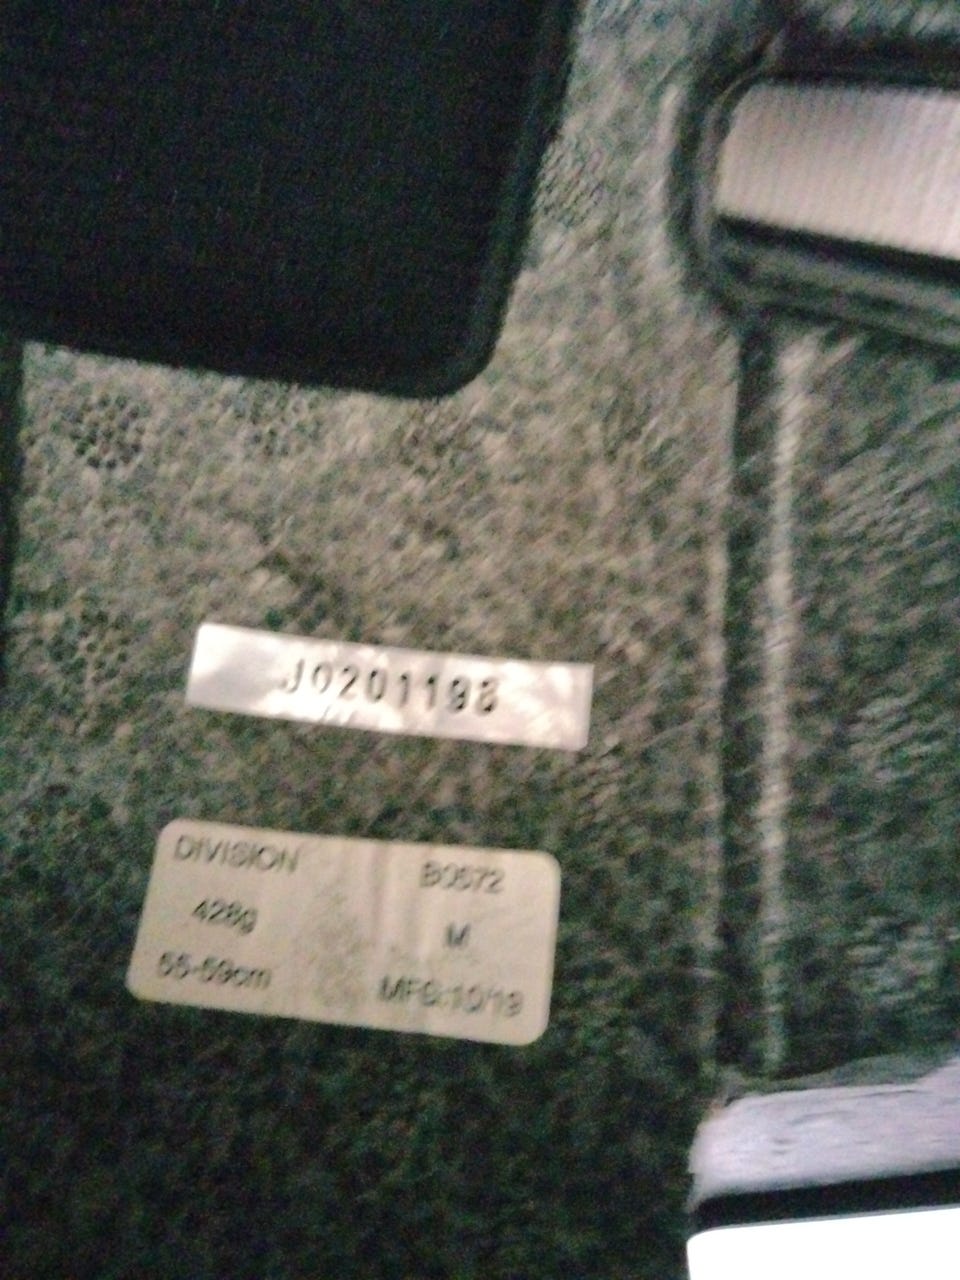 J0201198
DIVISION B0572
428g M
55-59cm MFG:10/19